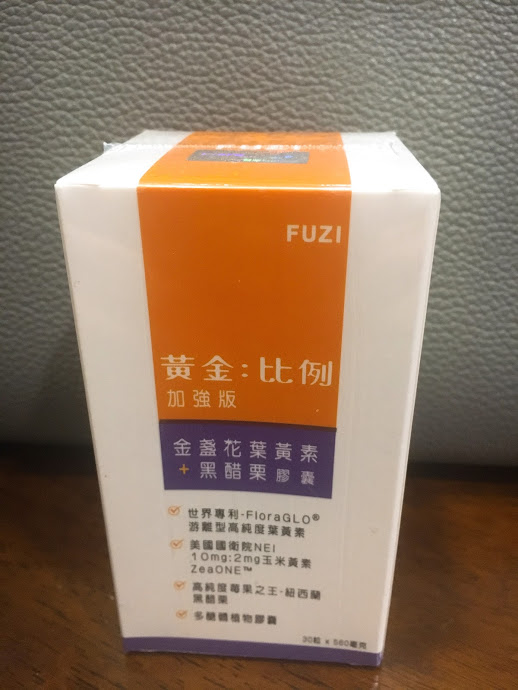 FUZI
黃金：比例
加強版
金盞花葉黃素
+黑醋栗膠囊
世界專利-FloraGLO®
游離型高純度葉黃素
美國國衛院NEI
10mg:2mg玉米黃素
ZeaONE™
高純度莓果之王-紐西蘭
黑醋栗
多醣體植物膠囊
30粒 x 560毫克